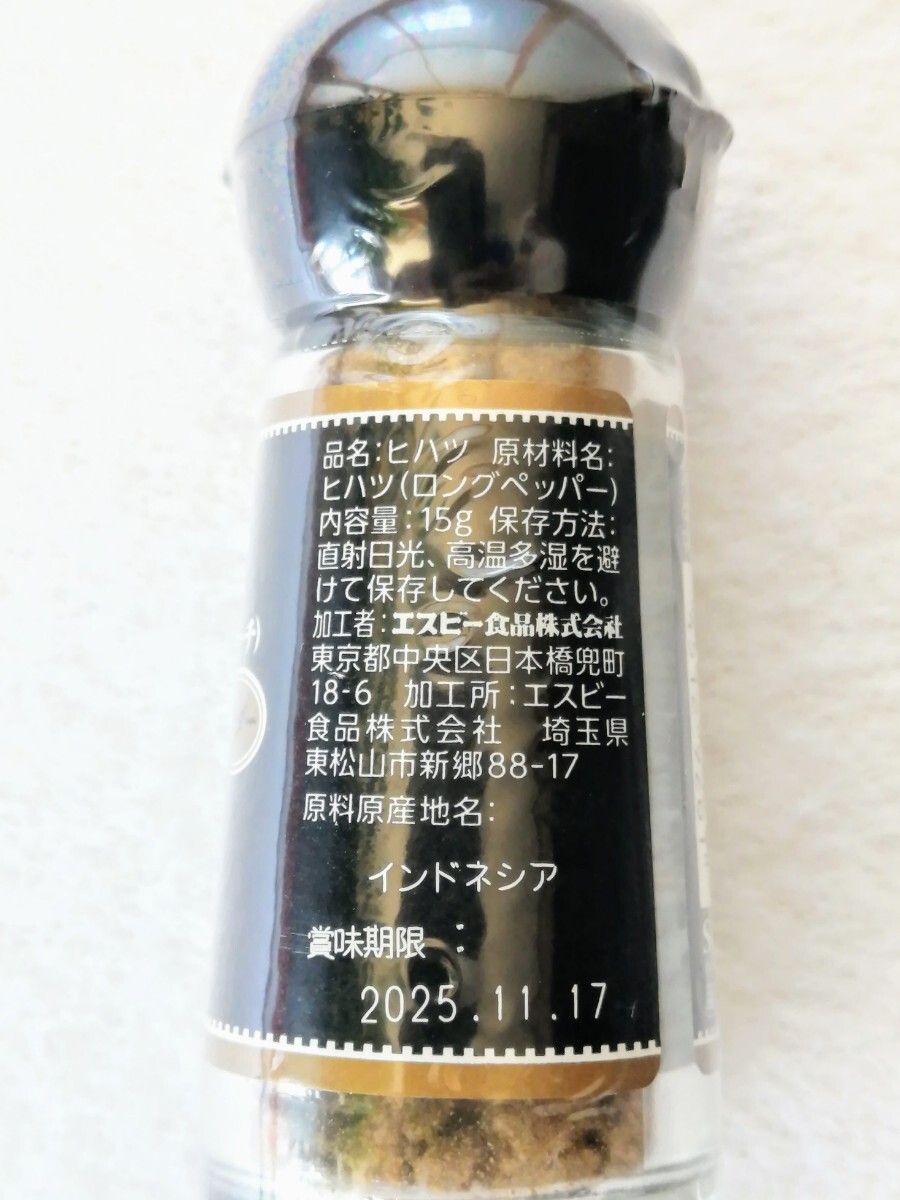 品名:ヒハツ 原材料名:
ヒハツ(ロングペッパー)
内容量:15g 保存方法:
直射日光、高温多湿を避
けて保存してください。
加工者:エスビー食品株式会社
東京都中央区日本橋兜町
18-6 加工所:エスビー
食品株式会社 埼玉県
東松山市新郷88-17
原料原産地名:
インドネシア
賞味期限 :
2025.11.17